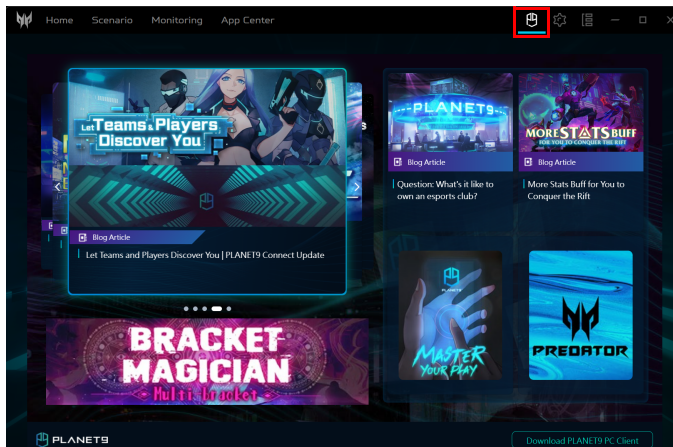 Home Scenario Monitoring App Center
Let Teams & Players
Discover You
Blog Article
Let Teams and Players Discover You | PLANET9 Connect Update
PLANET9
Blog Article
Question: What's it like to
own an esports club?
MORE STATS BUFF
FOR YOU TO CONQUER THE RIFT
Blog Article
More Stats Buff for You to
Conquer the Rift
BRACKET
MAGICIAN
Multi Bracket
PLANET9
MASTER
YOUR PLAY
PREDATOR
PLANET9
Download PLANET9 PC Client